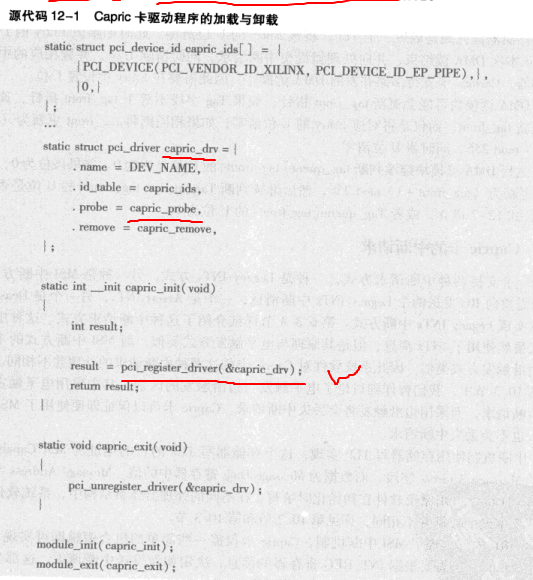 源代码 12-1 Capric 卡驱动程序的加载与卸载
static struct pci_device_id capric_ids[] = {
{PCI_DEVICE(PCI_VENDOR_ID_XILINX, PCI_DEVICE_ID_EP_PIPE),},
{0,}
};
…
static struct pci_driver capric_drv = {
. name = DEV_NAME,
. id_table = capric_ids,
. probe = capric_probe,
. remove = capric_remove,
};
static int __init capric_init(void)
{
int result;
result = pci_register_driver(&capric_drv);
return result;
}
static void capric_exit(void)
{
pci_unregister_driver(&capric_drv);
}
module_init(capric_init);
module_exit(capric_exit);